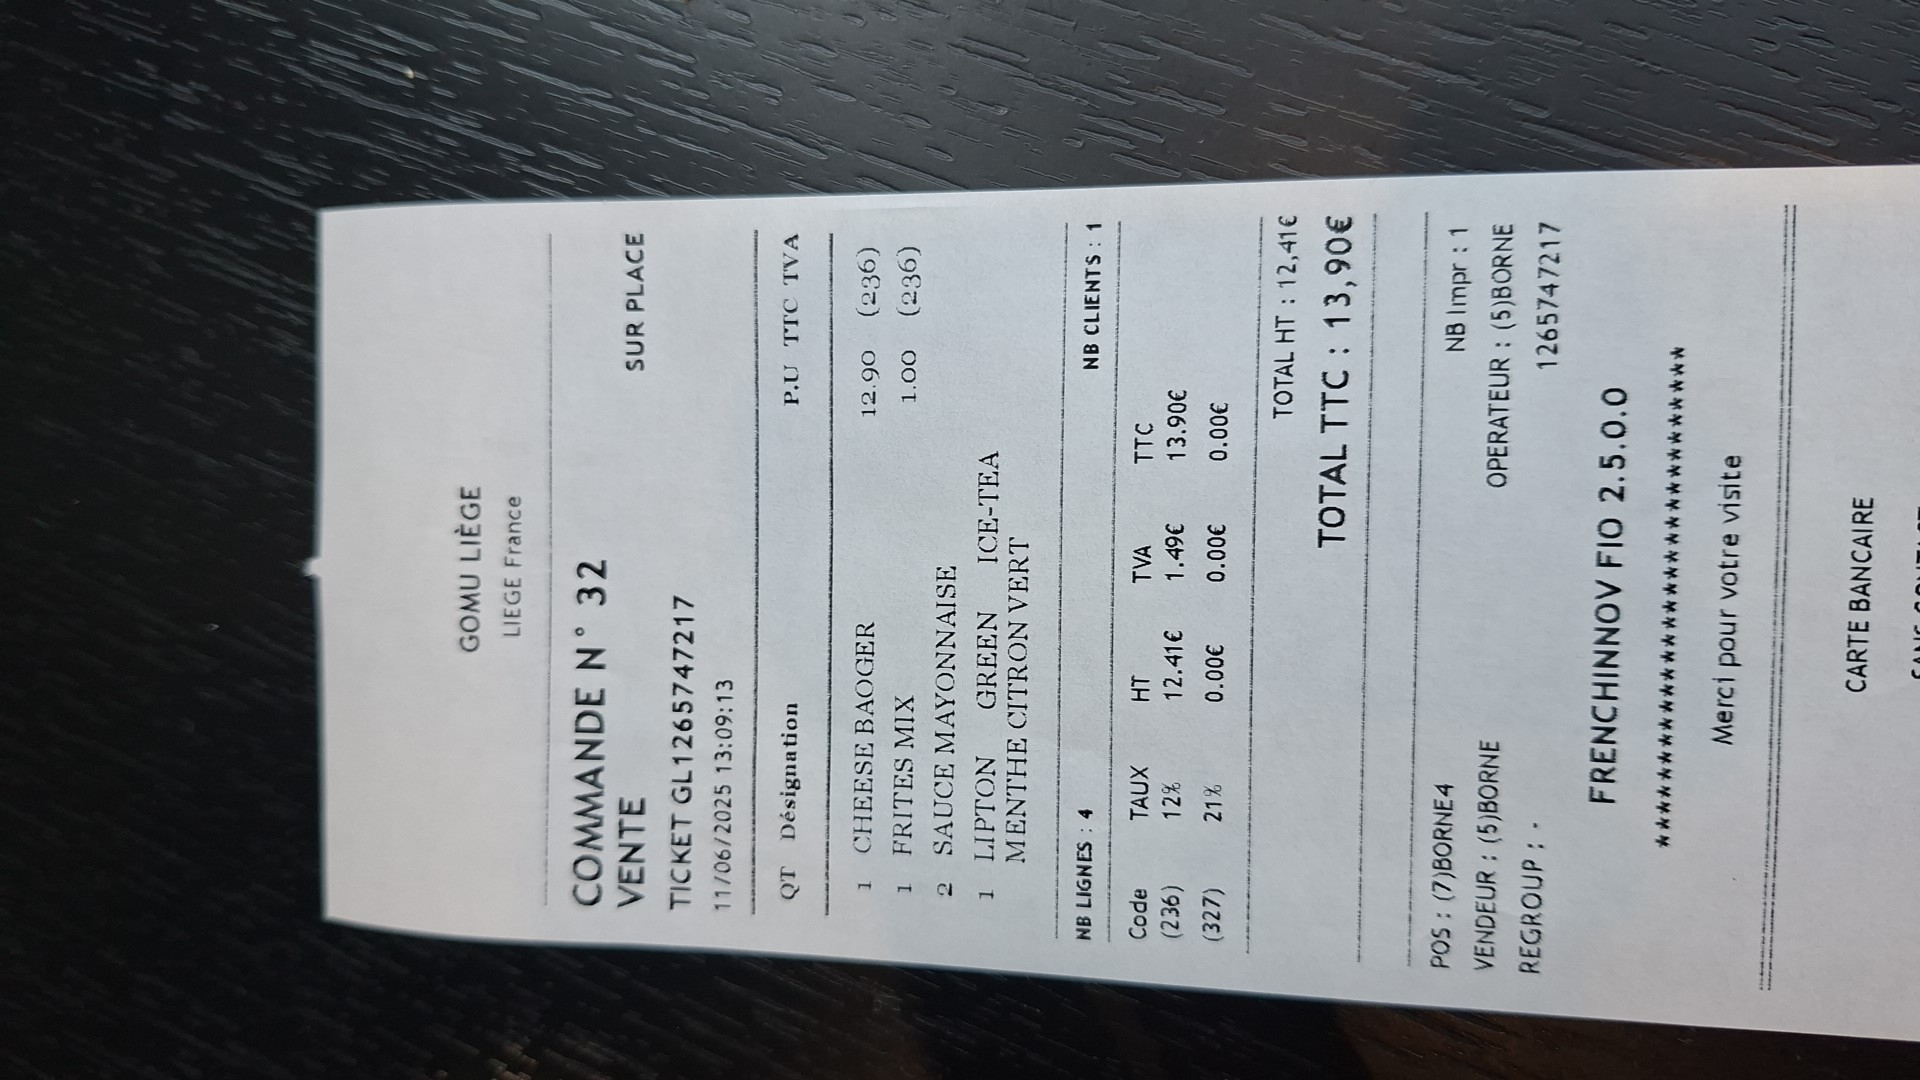 GOMU LIÈGE
LIEGE France
COMMANDE N° 32
VENTE SUR PLACE
TICKET GL1265747217
11/06/2025 13:09:13
QT Désignation P.U TTC TVA
1 CHEESE BAOGER 12.90 (236)
1 FRITES MIX 1.00 (236)
2 SAUCE MAYONNAISE
1 LIPTON GREEN ICE-TEA
MENTHE CITRON VERT
NB LIGNES : 4 NB CLIENTS : 1
Code TAUX HT TVA TTC
(236) 12% 12.41€ 1.49€ 13.90€
(327) 21% 0.00€ 0.00€ 0.00€
TOTAL HT : 12,41€
TOTAL TTC : 13,90€
POS : (7)BORNE4 NB Impr : 1
VENDEUR : (5)BORNE OPERATEUR : (5)BORNE
REGROUP : - 1265747217
FRENCHINNOV FIO 2.5.0.0
****************************************
Merci pour votre visite
CARTE BANCAIRE